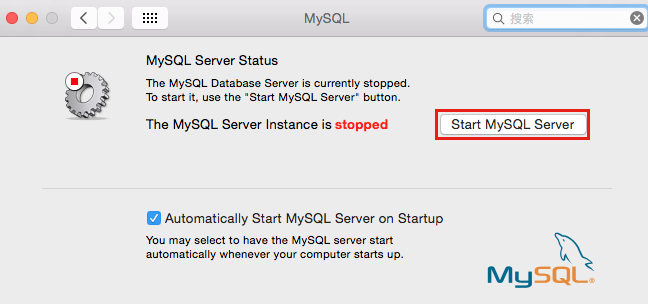 MySQL
搜索
MySQL Server Status
The MySQL Database Server is currently stopped.
To start it, use the "Start MySQL Server" button.
The MySQL Server Instance is stopped
Start MySQL Server
Automatically Start MySQL Server on Startup
You may select to have the MySQL server start
automatically whenever your computer starts up.
MySQL®